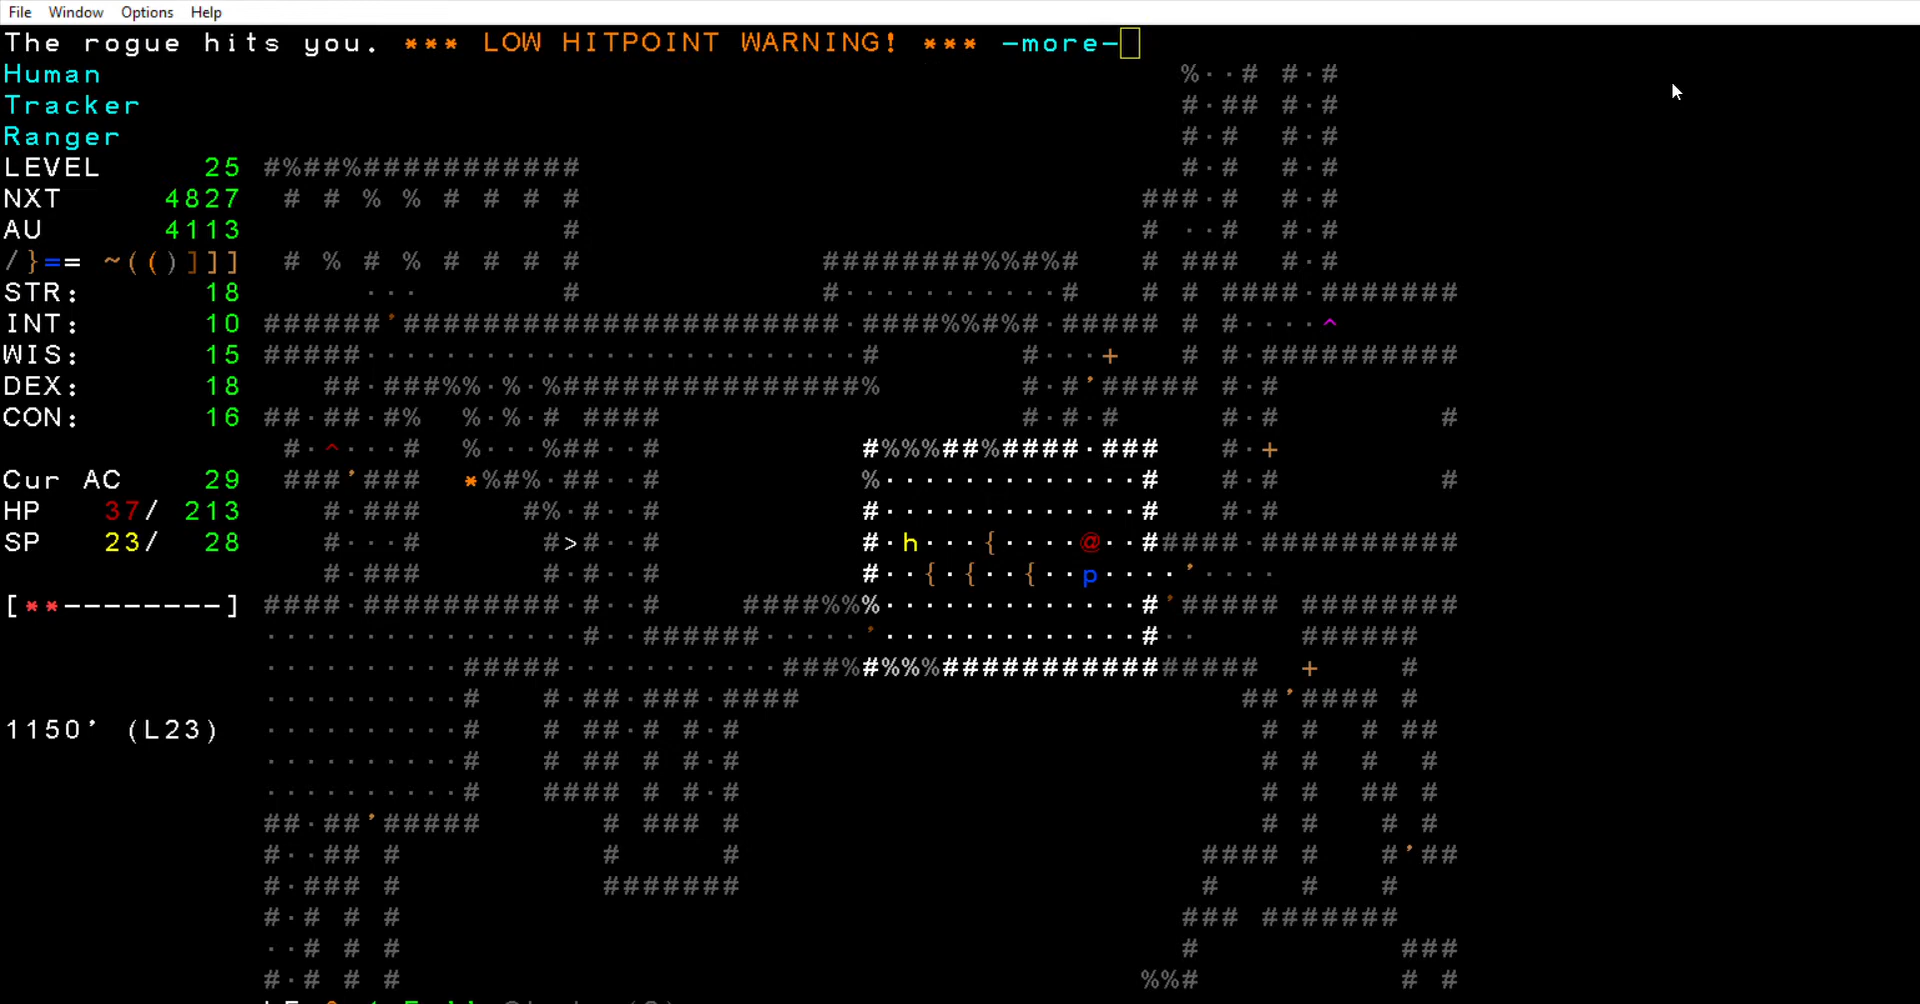 File Window Options Help
The rogue hits you. *** LOW HITPOINT WARNING! *** -more-
Human
Tracker
Ranger
LEVEL 25
NXT 4827
AU 4113
/}== ~(()]]]
STR: 18
INT: 10
WIS: 15
DEX: 18
CON: 16
Cur AC 29
HP 37/ 213
SP 23/ 28
[**--------]
1150' (L23)